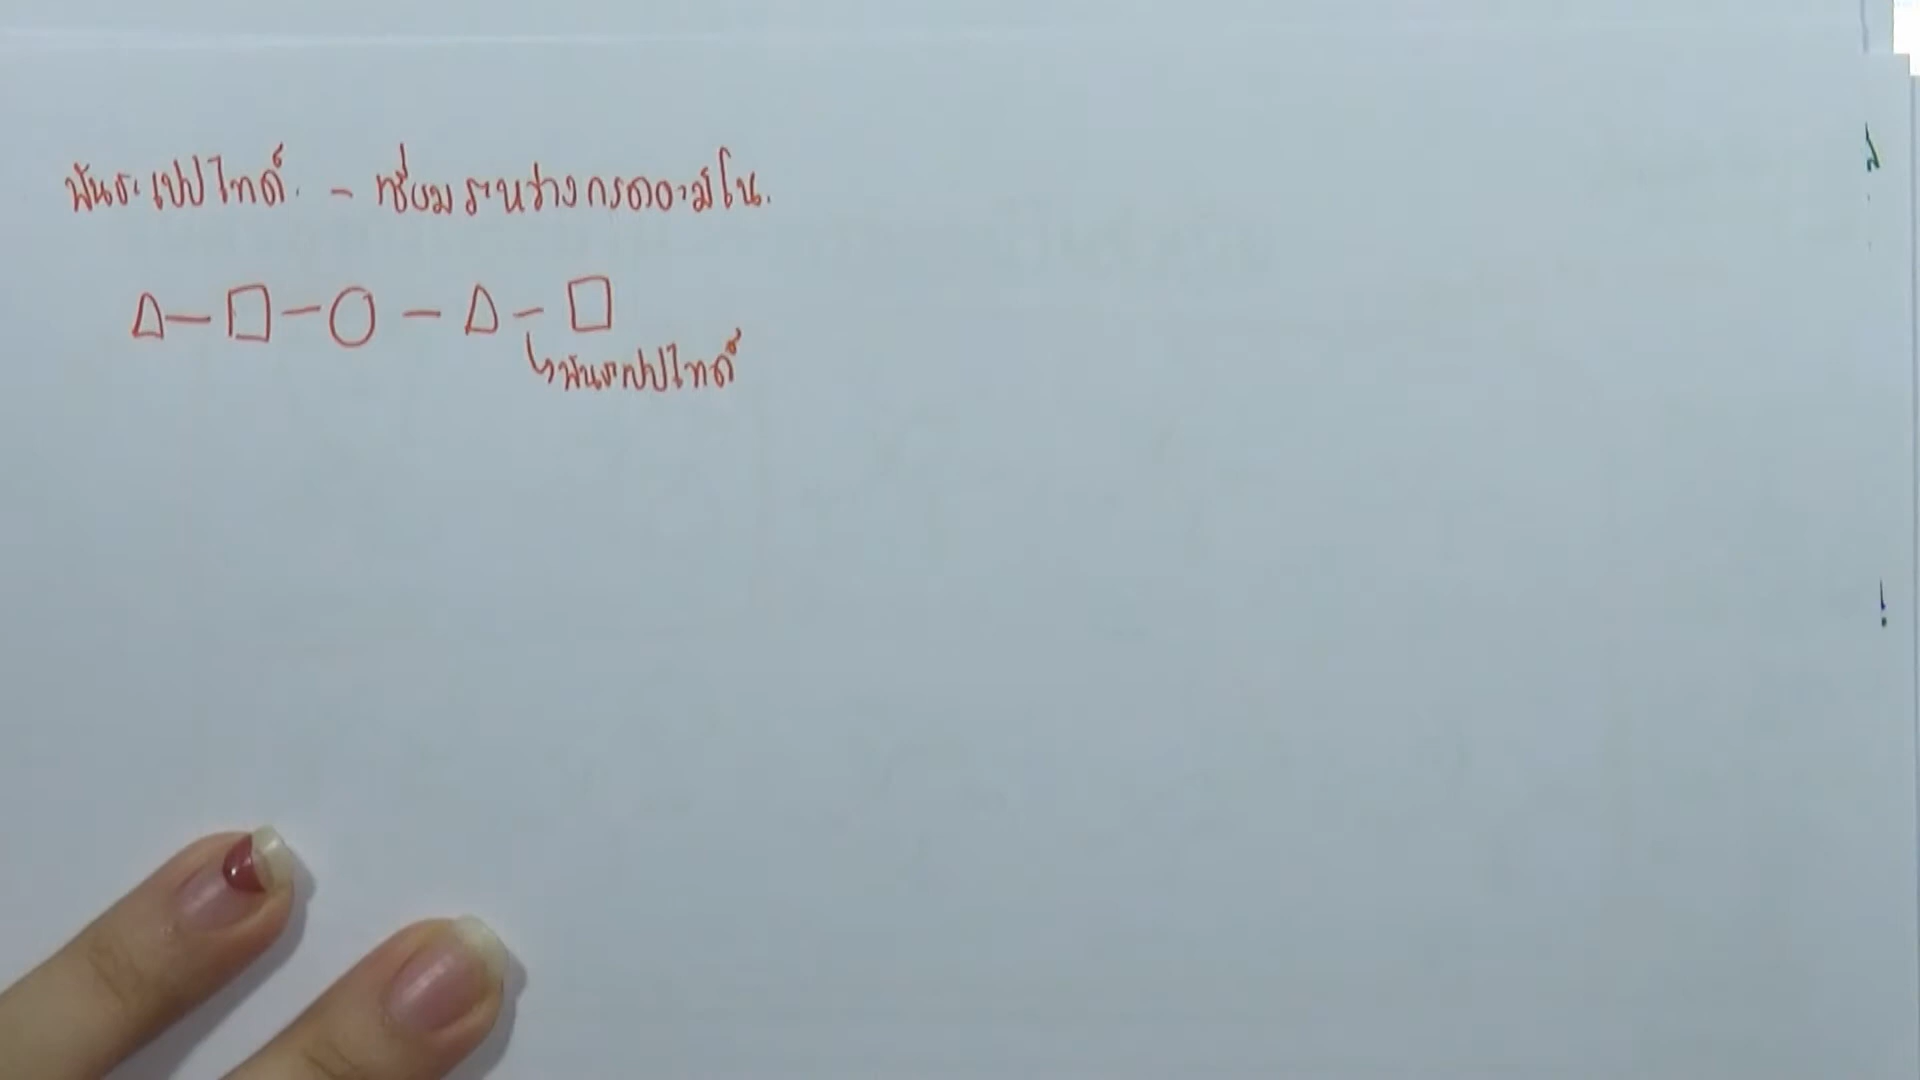 พันธะเปปไทด์. - เชื่อมระหว่างกรดอะมิโน.
พันธะเปปไทด์